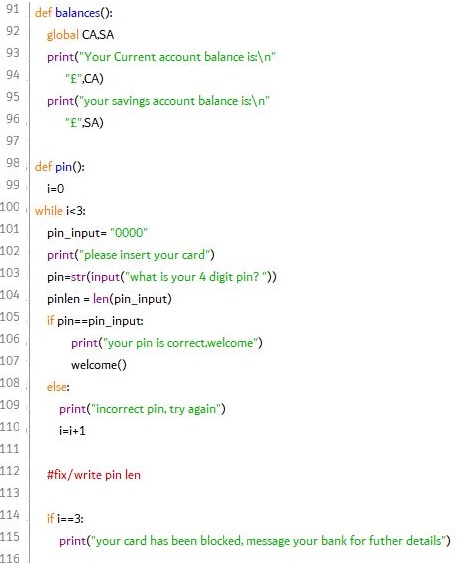 91 def balances():
92 global CA,SA
93 print("Your Current account balance is:\n"
94 "£",CA)
95 print("your savings account balance is:\n"
96 "£",SA)
97
98 def pin():
99 i=0
100 while i<3:
101 pin_input= "0000"
102 print("please insert your card")
103 pin=str(input("what is your 4 digit pin? "))
104 pinlen = len(pin_input)
105 if pin==pin_input:
106 print("your pin is correct,welcome")
107 welcome()
108 else:
109 print("incorrect pin, try again")
110 i=i+1
111
112 #fix/write pin len
113
114 if i==3:
115 print("your card has been blocked, message your bank for futher details")
116